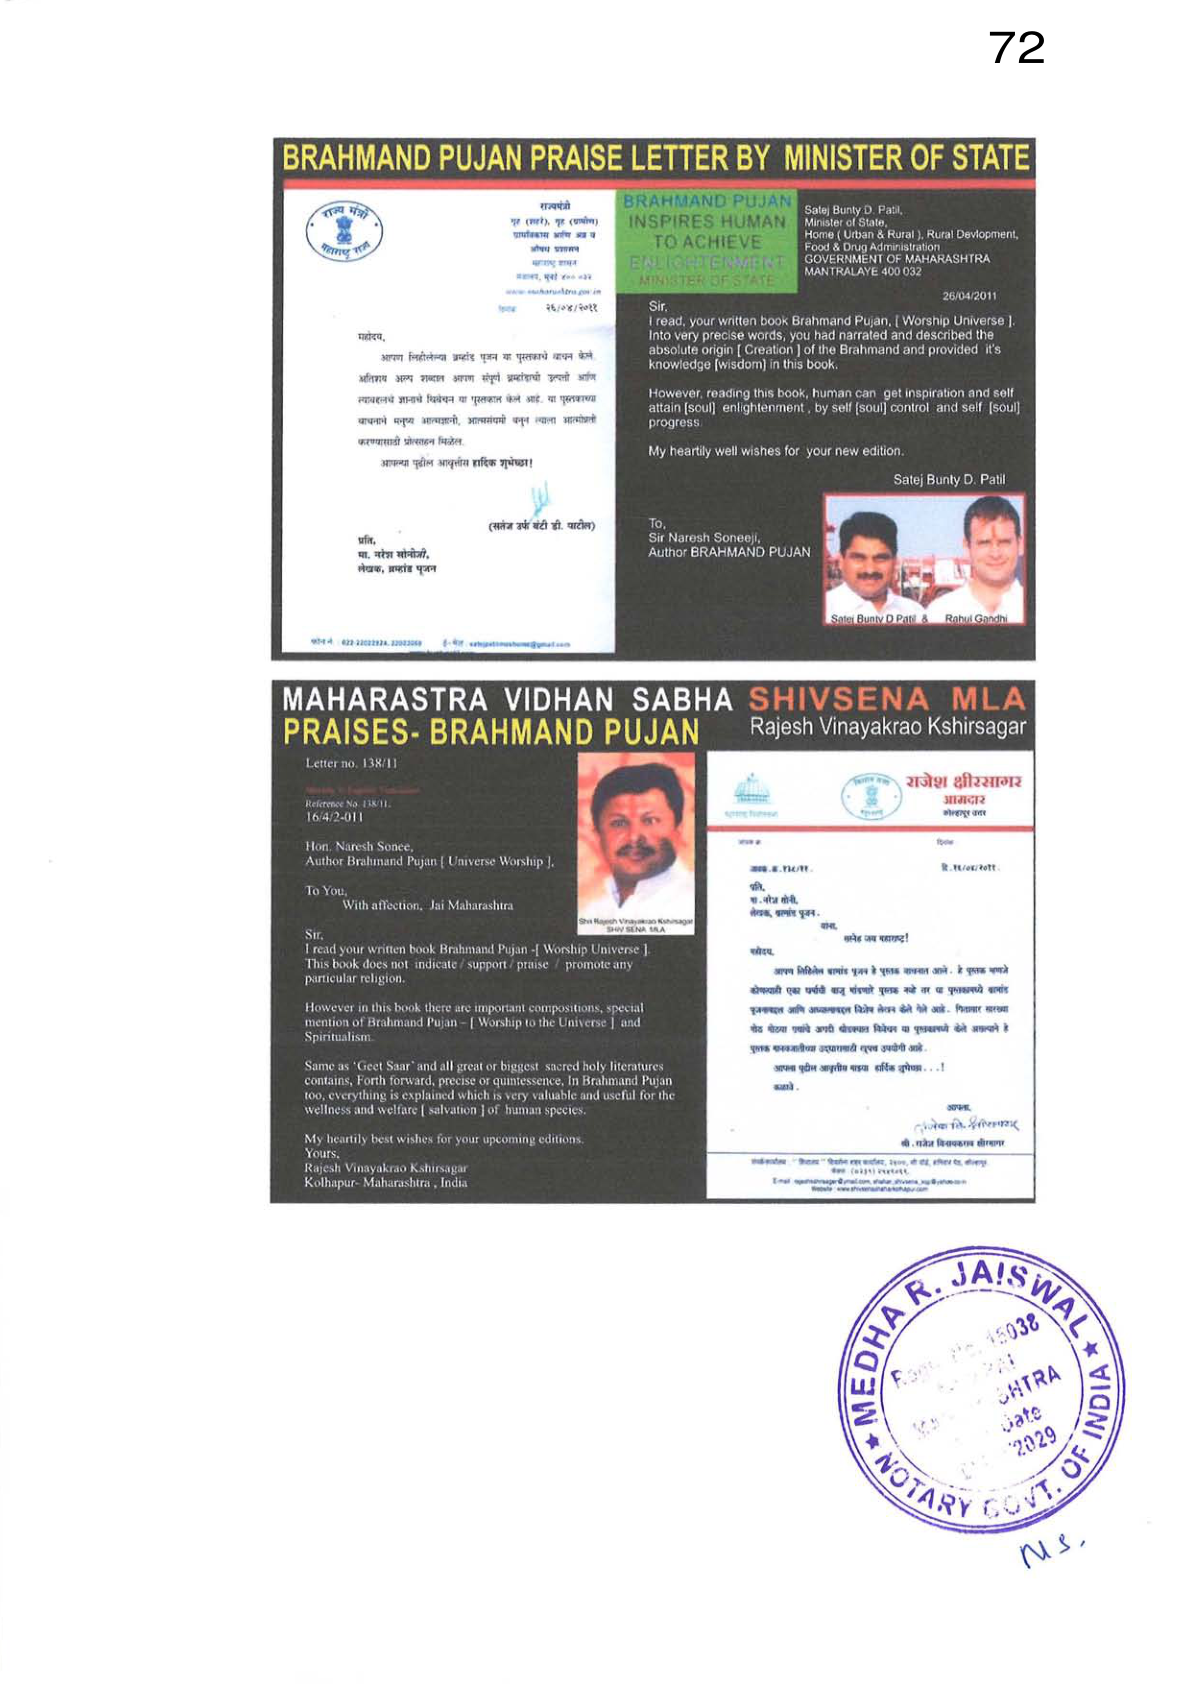 72
BRAHMAND PUJAN PRAISE LETTER BY MINISTER OF STATE
राज्य मंत्री
महाराष्ट्र राज्य
राज्यमंत्री
गृह (शहरे), गृह (ग्रामीण)
ग्रामविकास आणि अन्न व
औषध प्रशासन
महाराष्ट्र शासन
मंत्रालय, मुंबई ४०० ०३२
www.maharashtra.gov.in
दिनांक २६/०४/२०११
महोदय,
आपण लिहीलेल्या ब्रम्हांड पूजन या पुस्तकाचे वाचन केले.
अतिशय अल्प शब्दात आपण संपूर्ण ब्रम्हांडाची उत्पती आणि
त्याबद्दलचे ज्ञानाचे विवेचन या पुस्तकात केले आहे. या पुस्तकाच्या
वाचनाने मनुष्य आत्मज्ञानी, आत्मसंयमी बनुन त्याला आत्मोन्नती
करण्यासाठी प्रोत्साहन मिळेल.
आपल्या पुढील आवृत्तीस हार्दिक शुभेच्छा!
(सतेज उर्फ बंटी डी. पाटील)
प्रति,
मा. नरेश सोनीजी,
लेखक, ब्रम्हांड पूजन
BRAHMAND PUJAN
INSPIRES HUMAN
TO ACHIEVE
ENLIGHTENMENT
MINISTER OF STATE
Satej Bunty D. Patil,
Minister of State,
Home ( Urban & Rural ), Rural Devlopment,
Food & Drug Administration
GOVERNMENT OF MAHARASHTRA
MANTRALAYE 400 032
26/04/2011
Sir,
I read, your written book Brahmand Pujan, [ Worship Universe ].
Into very precise words, you had narrated and described the
absolute origin [ Creation ] of the Brahmand and provided it's
knowledge [wisdom] in this book.
However, reading this book, human can get inspiration and self
attain [soul] enlightenment , by self [soul] control and self [soul]
progress.
My heartily well wishes for your new edition.
Satej Bunty D. Patil
To,
Sir Naresh Soneeji,
Author BRAHMAND PUJAN
Satej Bunty D Patil & Rahul Gandhi
MAHARASTRA VIDHAN SABHA SHIVSENA MLA
PRAISES- BRAHMAND PUJAN Rajesh Vinayakrao Kshirsagar
Letter no. 138/11
Reference No. 138/11.
16/4/2-011
Hon. Naresh Sonee,
Author Brahmand Pujan [ Universe Worship ],
To You,
With affection, Jai Maharashtra
Sir,
I read your written book Brahmand Pujan -[ Worship Universe ].
This book does not indicate / support / praise / promote any
particular religion.
However in this book there are important compositions, special
mention of Brahmand Pujan – [ Worship to the Universe ] and
Spiritualism.
Same as 'Geet Saar' and all great or biggest sacred holy literatures
contains, Forth forward, precise or quintessence, In Brahmand Pujan
too, everything is explained which is very valuable and useful for the
wellness and welfare [ salvation ] of human species.
My heartily best wishes for your upcoming editions.
Yours,
Rajesh Vinayakrao Kshirsagar
Kolhapur- Maharashtra , India
Shri Rajesh Vinayakrao Kshirsagar
SHIV SENA MLA
राजेश क्षीरसागर
आमदार
कोल्हापूर उत्तर
जावक क्र. दिनांक
जावक.क्र.१३८/११. दि.१६/०४/२०११.
प्रति,
मा.नरेश सोनी,
लेखक, ब्रम्हांड पूजन.
यांना,
सस्नेह जय महाराष्ट्र!
महोदय,
आपण लिहिलेल ब्रम्हांड पूजन हे पुस्तक वाचनात आले. हे पुस्तक म्हणजे
कोणत्याही एका धर्माची बाजु मांडणारे पुस्तक नव्हे तर या पुस्तकामध्ये ब्रम्हांड
पूजनाबद्दल आणि अध्यात्माबद्दल विशेष लेखन केले गेले आहे. गितासार सारख्या
मोठ मोठ्या ग्रंथांचे अगदी थोडक्यात विवेचन या पुस्तकामध्ये केले असल्याने हे
पुस्तक मानवजातीच्या उद्धारासाठी खूपच उपयोगी आहे.
आपला पुढील आवृत्तीस माझ्या हार्दिक शुभेच्छा...!
कळावे.
आपला,
श्री.राजेश विनायकराव क्षीरसागर
MEDHA R. JAISWAL
NOTARY GOVT. OF INDIA
15038
2029
N.S.